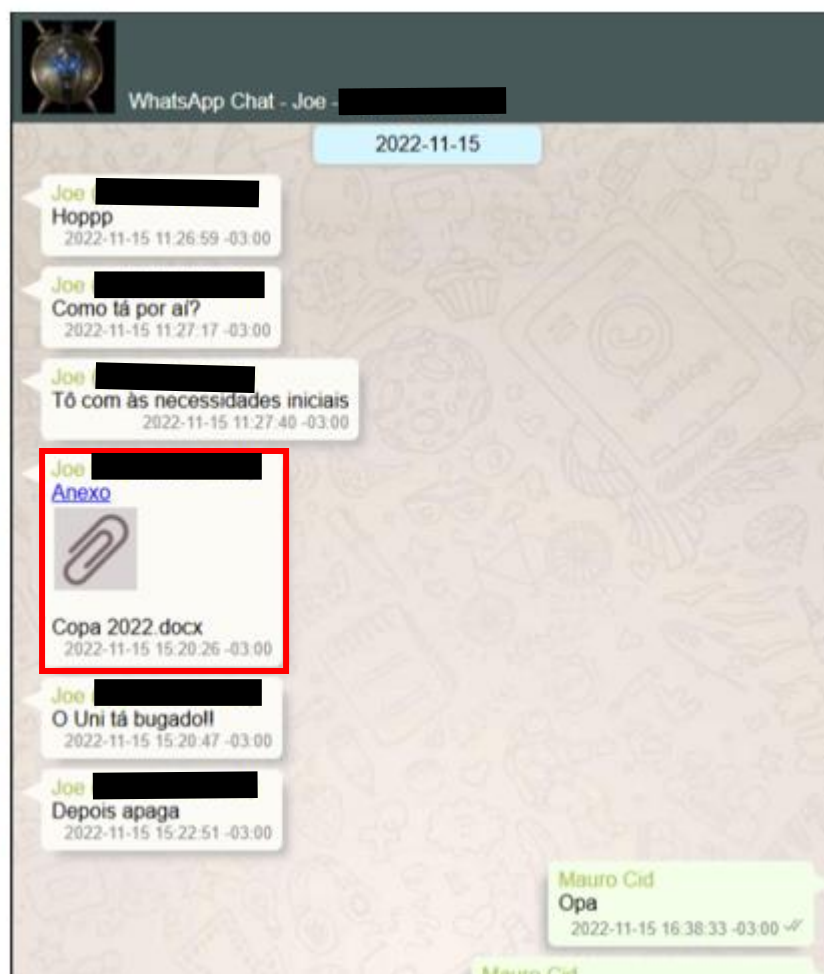 WhatsApp Chat - Joe -
2022-11-15
Joe (
Hoppp
2022-11-15 11:26:59 -03:00
Joe (
Como tá por aí?
2022-11-15 11:27:17 -03:00
Joe (
Tô com às necessidades iniciais
2022-11-15 11:27:40 -03:00
Joe
Anexo
Copa 2022.docx
2022-11-15 15:20:26 -03:00
Joe (
O Uni tá bugado!!
2022-11-15 15:20:47 -03:00
Joe (
Depois apaga
2022-11-15 15:22:51 -03:00
Mauro Cid
Opa
2022-11-15 16:38:33 -03:00
Mauro Cid